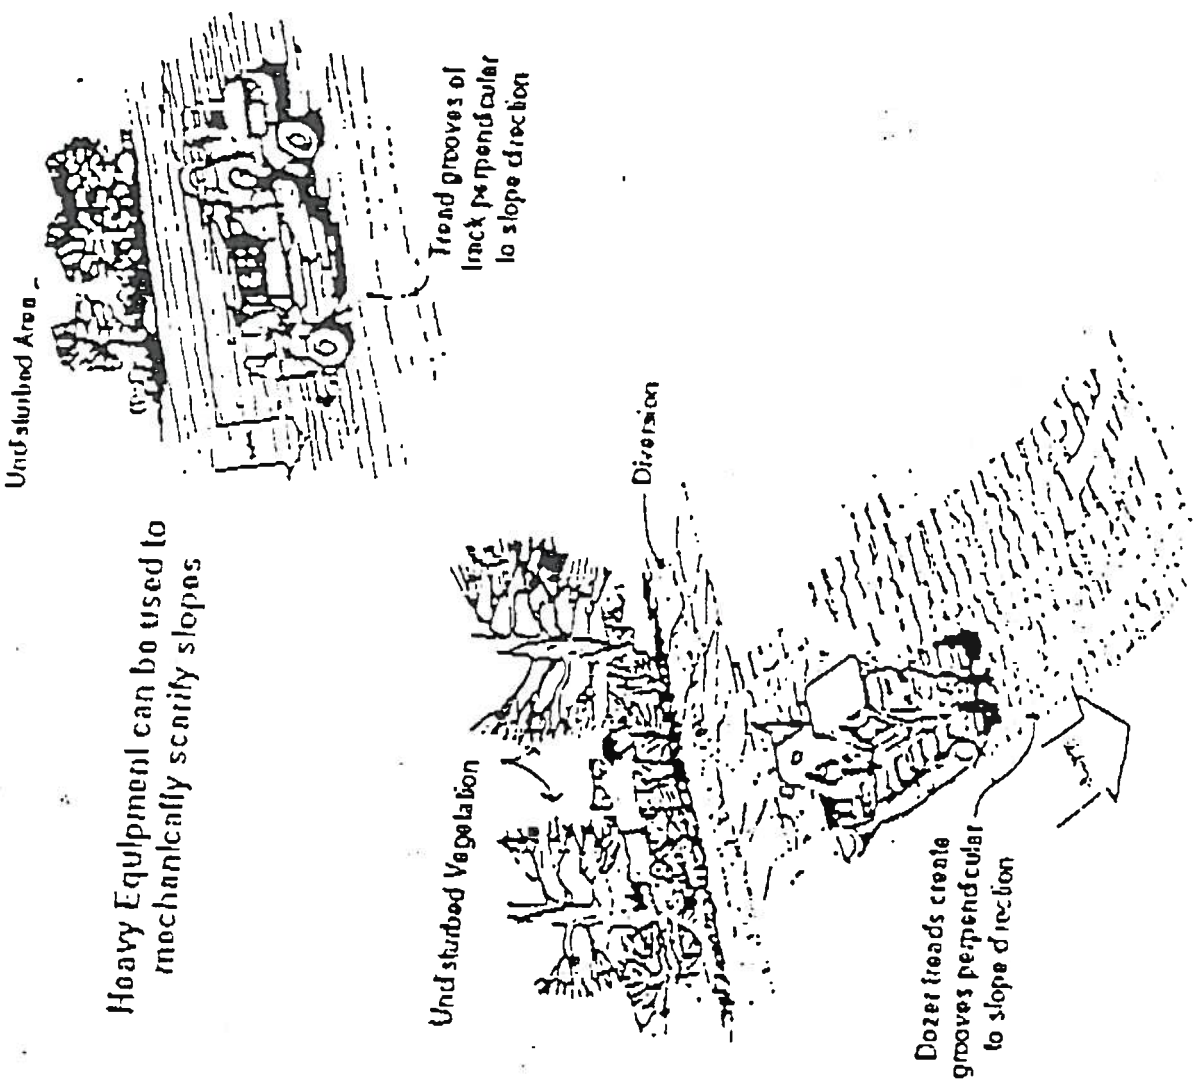 Heavy Equipment can be used to
mechanically scarify slopes
Undisturbed Area
Tread grooves of
track perpendicular
to slope direction
Undisturbed Vegetation
Diversion
Dozer treads create
grooves perpendicular
to slope direction